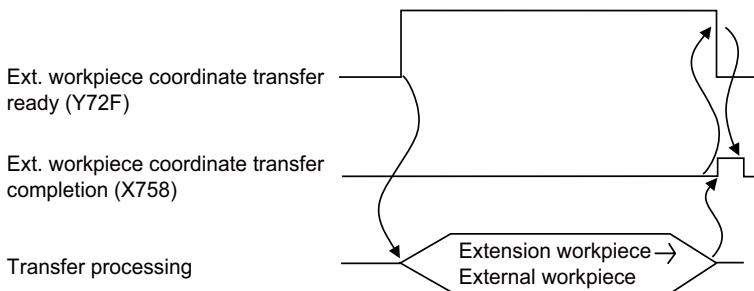 Ext. workpiece coordinate transfer
ready (Y72F)
Ext. workpiece coordinate transfer
completion (X758)
Transfer processing
Extension workpiece →
External workpiece